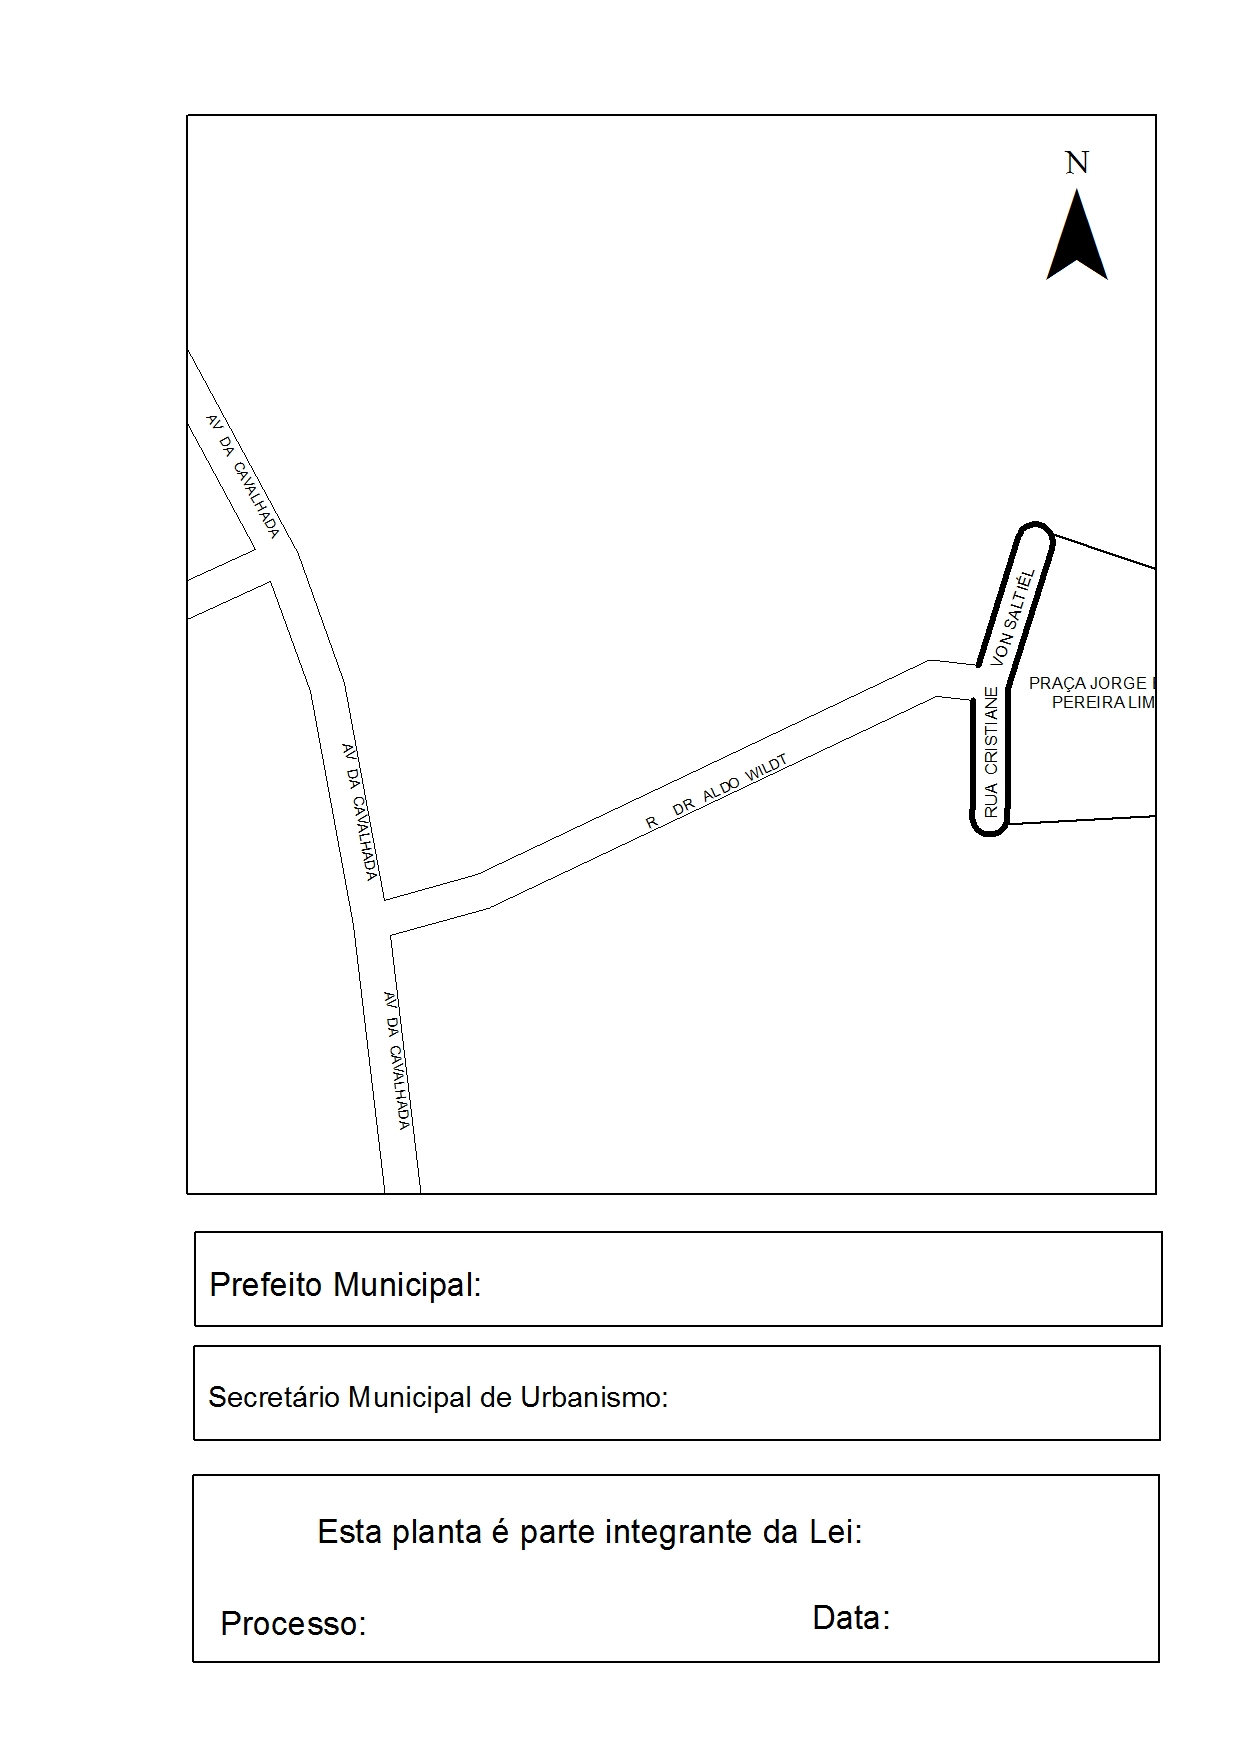 N
AV DA CAVALHADA
VON SALTIÉL
PRAÇA JORGE
PEREIRA LIM
RUA CRISTIANE
R DR ALDO WILDT
AV DA CAVALHADA
AV DA CAVALHADA
Prefeito Municipal:
Secretário Municipal de Urbanismo:
Esta planta é parte integrante da Lei:
Processo:
Data: